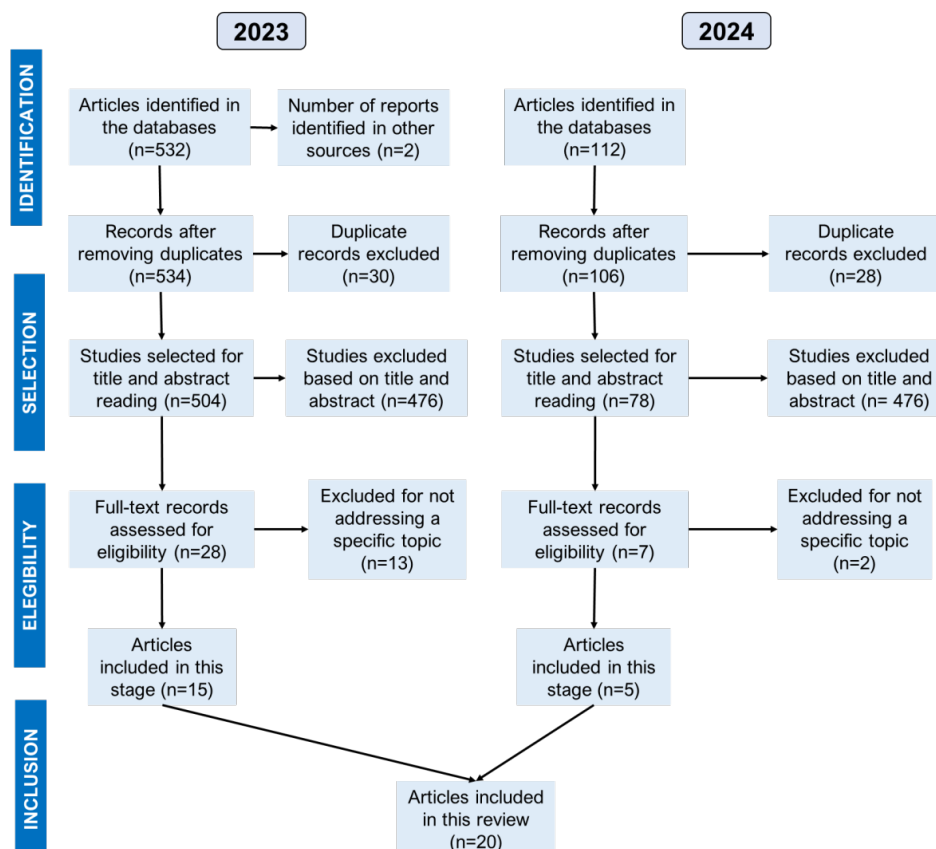 2023
2024
IDENTIFICATION
Articles identified in
the databases
(n=532)
Number of reports
identified in other
sources (n=2)
Articles identified in
the databases
(n=112)
Records after
removing duplicates
(n=534)
Duplicate
records excluded
(n=30)
Records after
removing duplicates
(n=106)
Duplicate
records excluded
(n=28)
SELECTION
Studies selected for
title and abstract
reading (n=504)
Studies excluded
based on title and
abstract (n=476)
Studies selected for
title and abstract
reading (n=78)
Studies excluded
based on title and
abstract (n= 476)
ELEGIBILITY
Full-text records
assessed for
eligibility (n=28)
Excluded for not
addressing a
specific topic
(n=13)
Full-text records
assessed for
eligibility (n=7)
Excluded for not
addressing a
specific topic
(n=2)
Articles
included in this
stage (n=15)
Articles
included in this
stage (n=5)
INCLUSION
Articles included
in this review
(n=20)